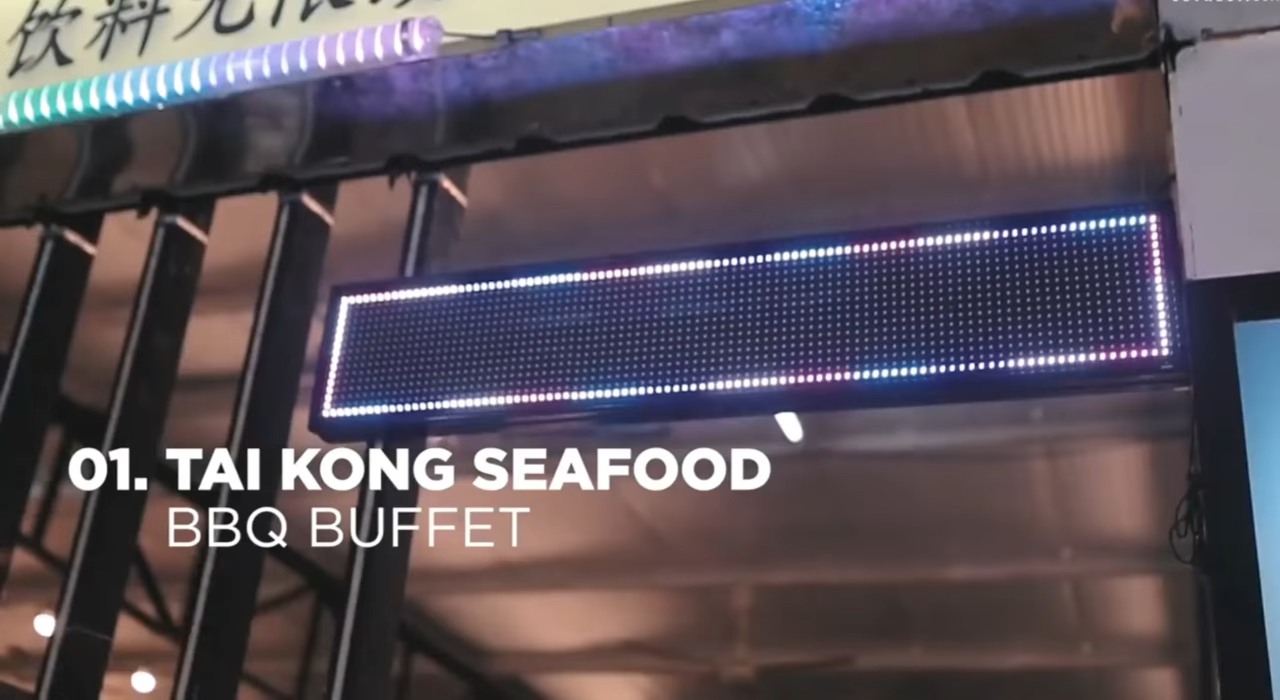 饮料无限
01. TAI KONG SEAFOOD
BBQ BUFFET